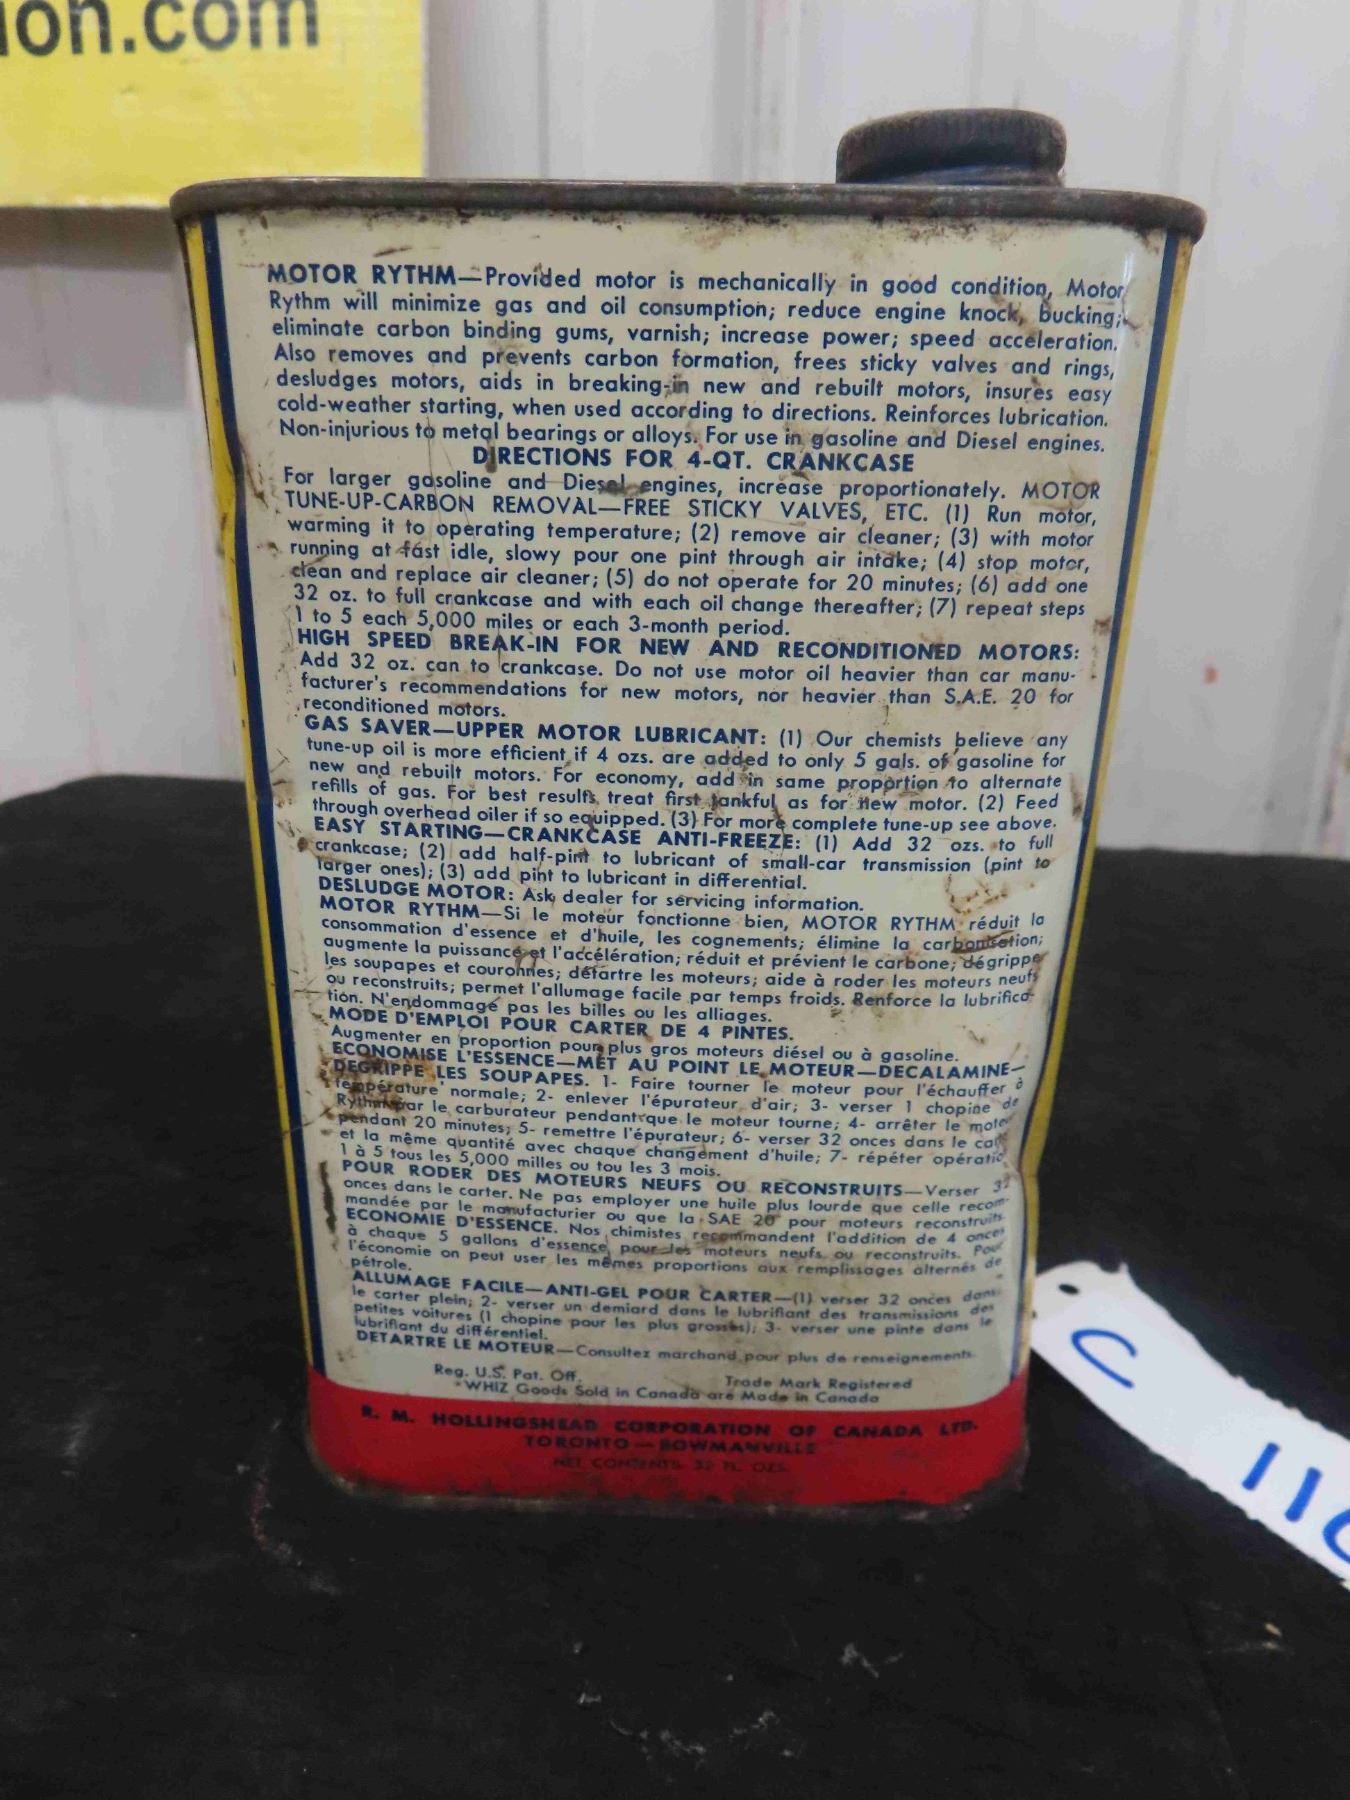 ion.com
MOTOR RYTHM—Provided motor is mechanically in good condition, Motor
Rythm will minimize gas and oil consumption; reduce engine knock, bucking;
eliminate carbon binding gums, varnish; increase power; speed acceleration.
Also removes and prevents carbon formation, frees sticky valves and rings,
desludges motors, aids in breaking-in new and rebuilt motors, insures easy
cold-weather starting, when used according to directions. Reinforces lubrication.
Non-injurious to metal bearings or alloys. For use in gasoline and Diesel engines.
DIRECTIONS FOR 4-QT. CRANKCASE
For larger gasoline and Diesel engines, increase proportionately. MOTOR
TUNE-UP-CARBON REMOVAL—FREE STICKY VALVES, ETC. (1) Run motor,
warming it to operating temperature; (2) remove air cleaner; (3) with motor
running at fast idle, slowy pour one pint through air intake; (4) stop motor,
clean and replace air cleaner; (5) do not operate for 20 minutes; (6) add one
32 oz. to full crankcase and with each oil change thereafter; (7) repeat steps
1 to 5 each 5,000 miles or each 3-month period.
HIGH SPEED BREAK-IN FOR NEW AND RECONDITIONED MOTORS:
Add 32 oz. can to crankcase. Do not use motor oil heavier than car manu-
facturer's recommendations for new motors, nor heavier than S.A.E. 20 for
reconditioned motors.
GAS SAVER—UPPER MOTOR LUBRICANT: (1) Our chemists believe any
tune-up oil is more efficient if 4 ozs. are added to only 5 gals. of gasoline for
new and rebuilt motors. For economy, add in same proportion to alternate
refills of gas. For best results, treat first tankful as for new motor. (2) Feed
through overhead oiler if so equipped. (3) For more complete tune-up see above.
EASY STARTING—CRANKCASE ANTI-FREEZE: (1) Add 32 ozs. to full
crankcase; (2) add half-pint to lubricant of small-car transmission (pint to
larger ones); (3) add pint to lubricant in differential.
DESLUDGE MOTOR: Ask dealer for servicing information.
MOTOR RYTHM—Si le moteur fonctionne bien, MOTOR RYTHM réduit la
consommation d'essence et d'huile, les cognements; élimine la carbonisation;
augmente la puissance et l'accélération; réduit et prévient le carbone; dégrippe
les soupapes et couronnes; détartre les moteurs; aide à roder les moteurs neufs
ou reconstruits; permet l'allumage facile par temps froids. Renforce la lubrifica-
tion. N'endommage pas les billes ou les alliages.
MODE D'EMPLOI POUR CARTER DE 4 PINTES.
Augmenter en proportion pour plus gros moteurs diésel ou à gasoline.
ECONOMISE L'ESSENCE—MET AU POINT LE MOTEUR—DECALAMINE—
DEGRIPPE LES SOUPAPES. 1- Faire tourner le moteur pour l'échauffer à
température normale; 2- enlever l'épurateur d'air; 3- verser 1 chopine de
Rythm par le carburateur pendant que le moteur tourne; 4- arrêter le moteur
pendant 20 minutes; 5- remettre l'épurateur; 6- verser 32 onces dans le
et la même quantité avec chaque changement d'huile; 7- répéter opération
1 à 5 tous les 5,000 milles ou tou les 3 mois.
POUR RODER DES MOTEURS NEUFS OU RECONSTRUITS—Verser 32
onces dans le carter. Ne pas employer une huile plus lourde que celle recom-
mandée par le manufacturier ou que la SAE 20 pour moteurs reconstruits.
ECONOMIE D'ESSENCE. Nos chimistes recommandent l'addition de 4 onces
à chaque 5 gallons d'essence pour les moteurs neufs ou reconstruits. Pour
l'économie on peut user les mêmes proportions aux remplissages alternés de
pétrole.
ALLUMAGE FACILE—ANTI-GEL POUR CARTER—(1) verser 32 onces dans
le carter plein; 2- verser un demiard dans le lubrifiant des transmissions des
petites voitures (1 chopine pour les plus grosses); 3- verser une pinte dans le
lubrifiant du différentiel.
DETARTRE LE MOTEUR—Consultez marchand pour plus de renseignements.
Reg. U.S. Pat. Off. Trade Mark Registered
"WHIZ Goods Sold in Canada are Made in Canada
R. M. HOLLINGSHEAD CORPORATION OF CANADA LTD.
TORONTO — BOWMANVILLE
NET CONTENTS 32 FL. OZS.
C